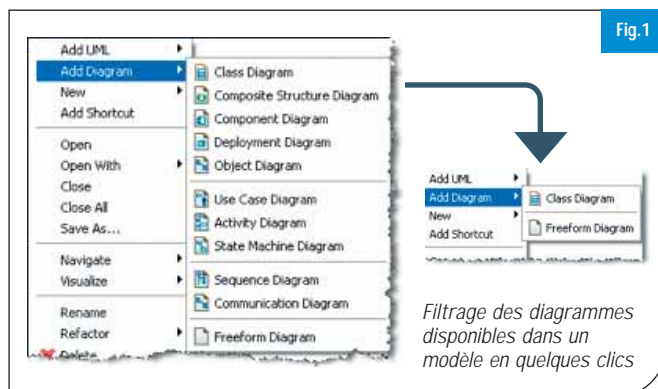 Fig.1
Add UML
Add Diagram
New
Add Shortcut
Open
Open With
Close
Close All
Save As...
Navigate
Visualize
Rename
Refactor
Delete
Class Diagram
Composite Structure Diagram
Component Diagram
Deployment Diagram
Object Diagram
Use Case Diagram
Activity Diagram
State Machine Diagram
Sequence Diagram
Communication Diagram
Freeform Diagram
Add UML
Add Diagram
New
Add Shortcut
Class Diagram
Freeform Diagram
Filtrage des diagrammes
disponibles dans un
modèle en quelques clics